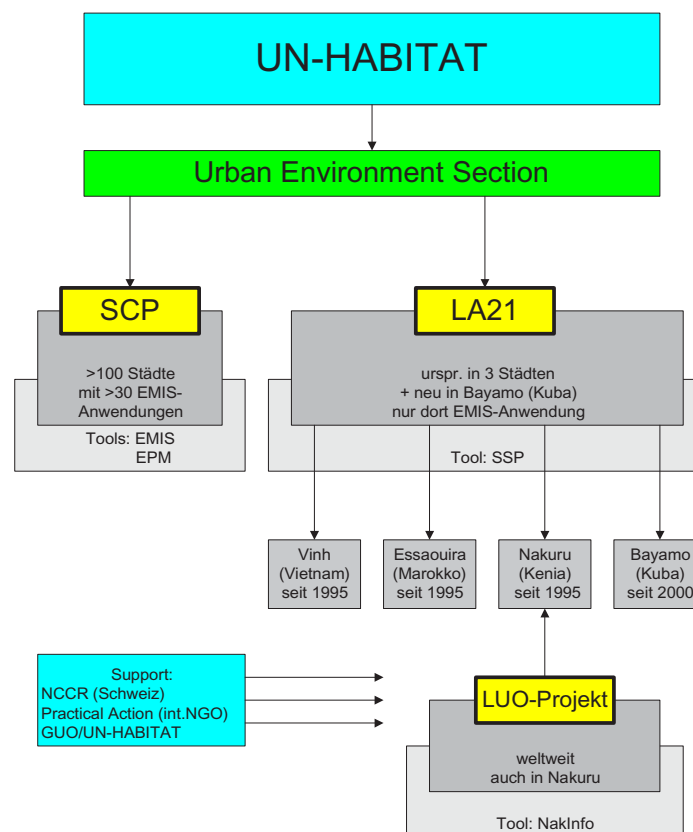 UN-HABITAT
Urban Environment Section
SCP
>100 Städte
mit >30 EMIS-
Anwendungen
Tools: EMIS
EPM
LA21
urspr. in 3 Städten
+ neu in Bayamo (Kuba)
nur dort EMIS-Anwendung
Tool: SSP
Vinh
(Vietnam)
seit 1995
Essaouira
(Marokko)
seit 1995
Nakuru
(Kenia)
seit 1995
Bayamo
(Kuba)
seit 2000
Support:
NCCR (Schweiz)
Practical Action (int.NGO)
GUO/UN-HABITAT
LUO-Projekt
weltweit
auch in Nakuru
Tool: NakInfo